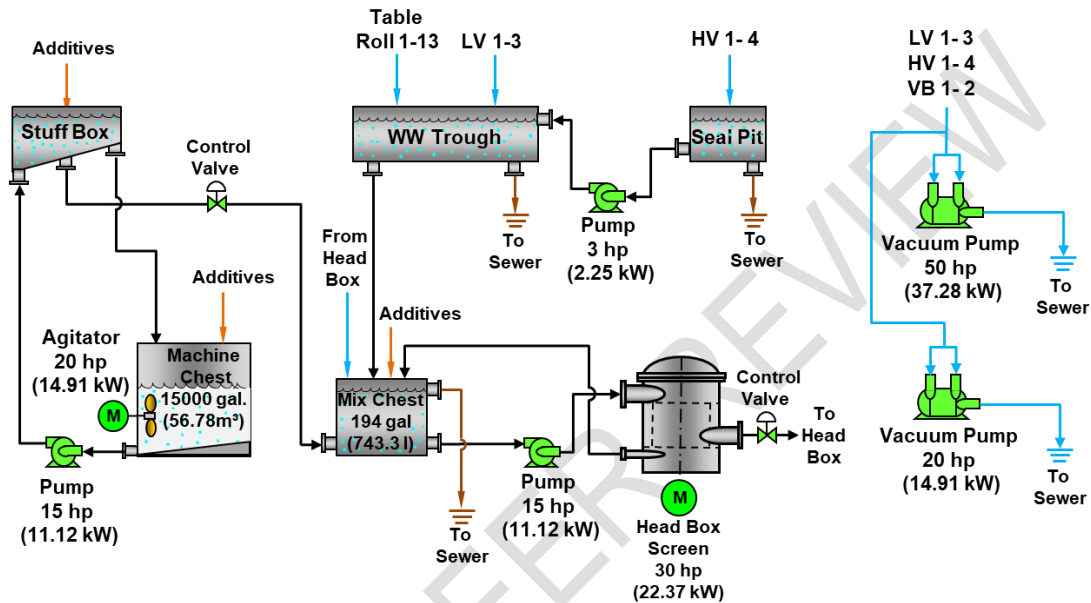 Additives
Stuff Box
Control
Valve
Agitator
20 hp
(14.91 kW)
M
Additives
Machine
Chest
15000 gal.
(56.78m³)
Pump
15 hp
(11.12 kW)
Table
Roll 1-13
LV 1-3
WW Trough
To
Sewer
Pump
3 hp
(2.25 kW)
HV 1- 4
Seal Pit
To
Sewer
From
Head
Box
Additives
Mix Chest
194 gal
(743.3 l)
To
Sewer
Pump
15 hp
(11.12 kW)
M
Head Box
Screen
30 hp
(22.37 kW)
Control
Valve
To
Head
Box
LV 1- 3
HV 1- 4
VB 1- 2
Vacuum Pump
50 hp
(37.28 kW)
To
Sewer
Vacuum Pump
20 hp
(14.91 kW)
To
Sewer